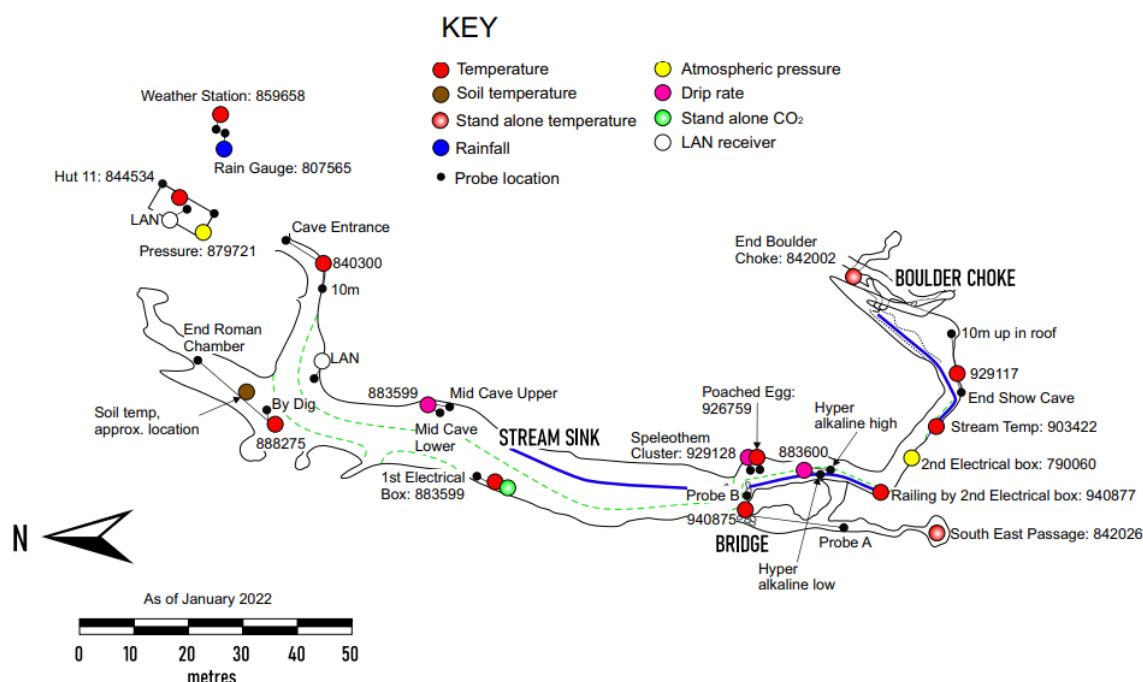 KEY
Temperature
Soil temperature
Stand alone temperature
Rainfall
Probe location
Atmospheric pressure
Drip rate
Stand alone CO₂
LAN receiver
Weather Station: 859658
Rain Gauge: 807565
Hut 11: 844534
LAN
Pressure: 879721
Cave Entrance
840300
10m
End Roman
Chamber
LAN
By Dig
Soil temp,
approx. location
888275
883599
Mid Cave Upper
Mid Cave
Lower
STREAM SINK
1st Electrical
Box: 883599
Speleothem
Cluster: 929128
Poached Egg:
926759
883600
Hyper
alkaline high
Probe B
940875
BRIDGE
Hyper
alkaline low
Probe A
End Boulder
Choke: 842002
BOULDER CHOKE
10m up in roof
929117
End Show Cave
Stream Temp: 903422
2nd Electrical box: 790060
Railing by 2nd Electrical box: 940877
South East Passage: 842026
N
As of January 2022
0 10 20 30 40 50
metres